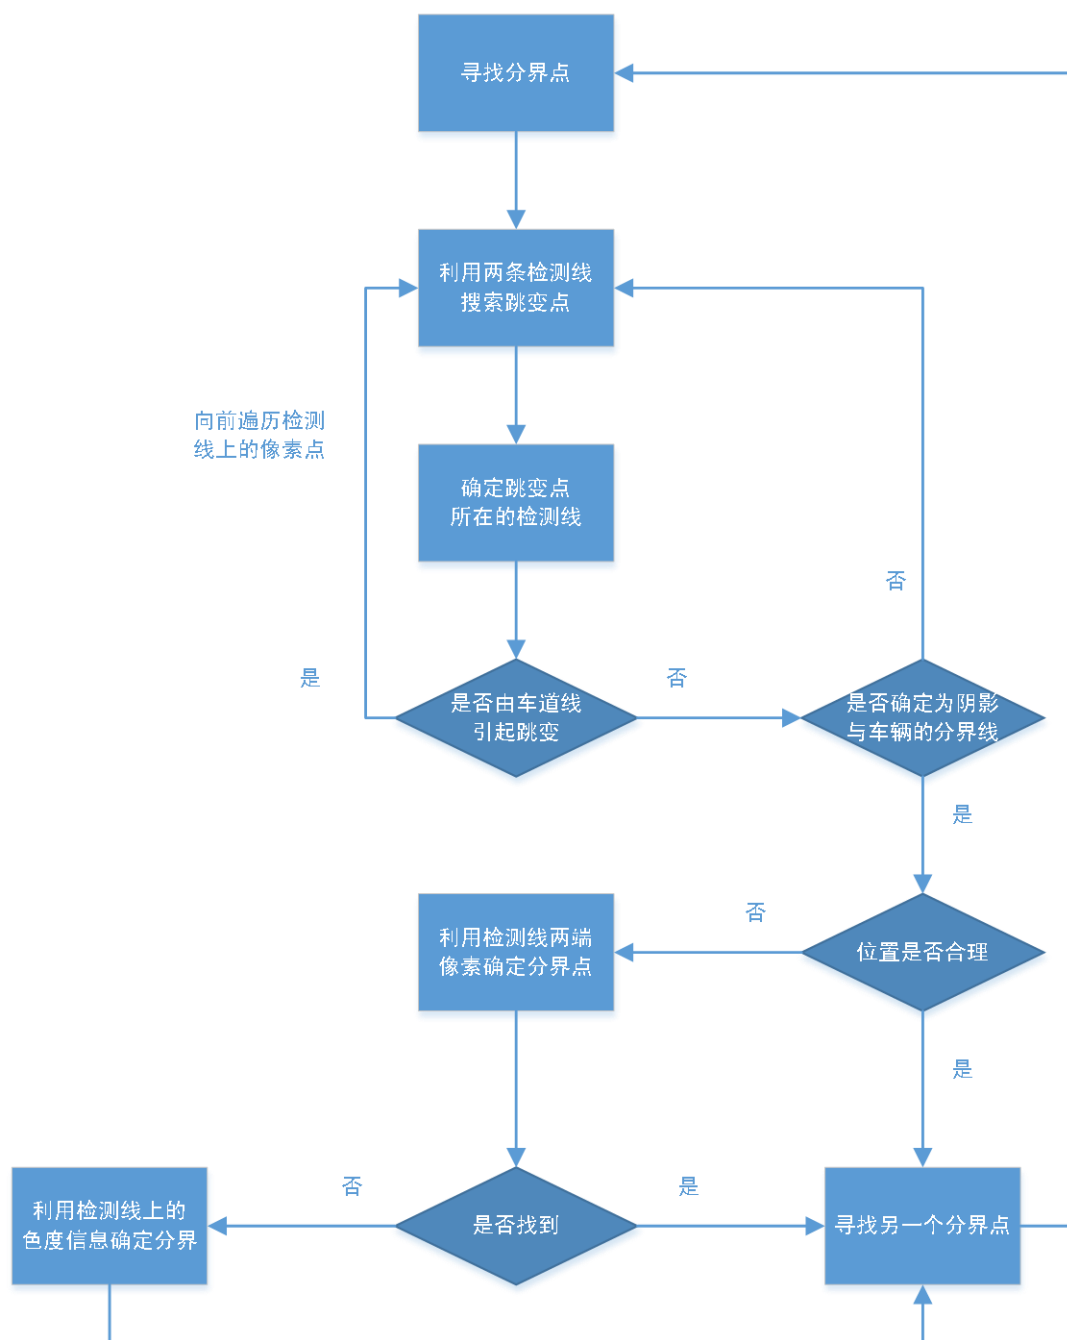 寻找分界点
利用两条检测线
搜索跳变点
向前遍历检测
线上的像素点
确定跳变点
所在的检测线
否
是
是否由车道线
引起跳变
否
是否确定为阴影
与车辆的分界线
是
利用检测线两端
像素确定分界点
否
位置是否合理
是
利用检测线上的
色度信息确定分界
否
是否找到
是
寻找另一个分界点